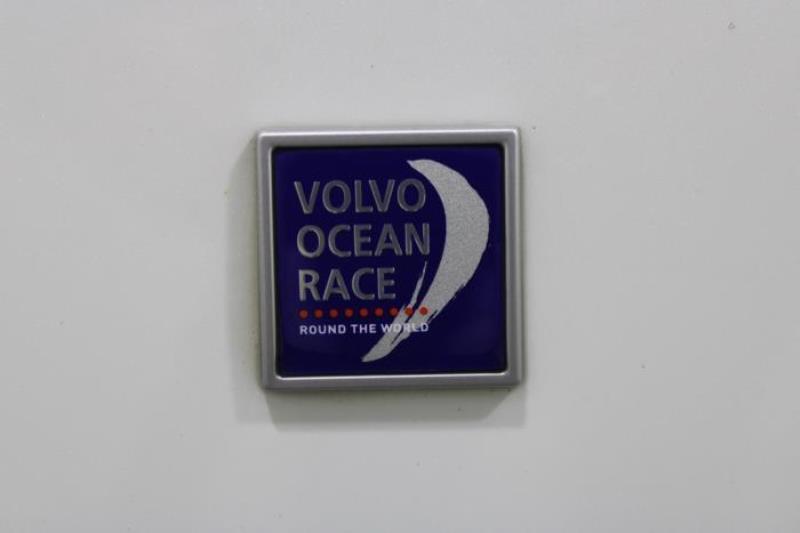 VOLVO
OCEAN
RACE
ROUND THE WORLD